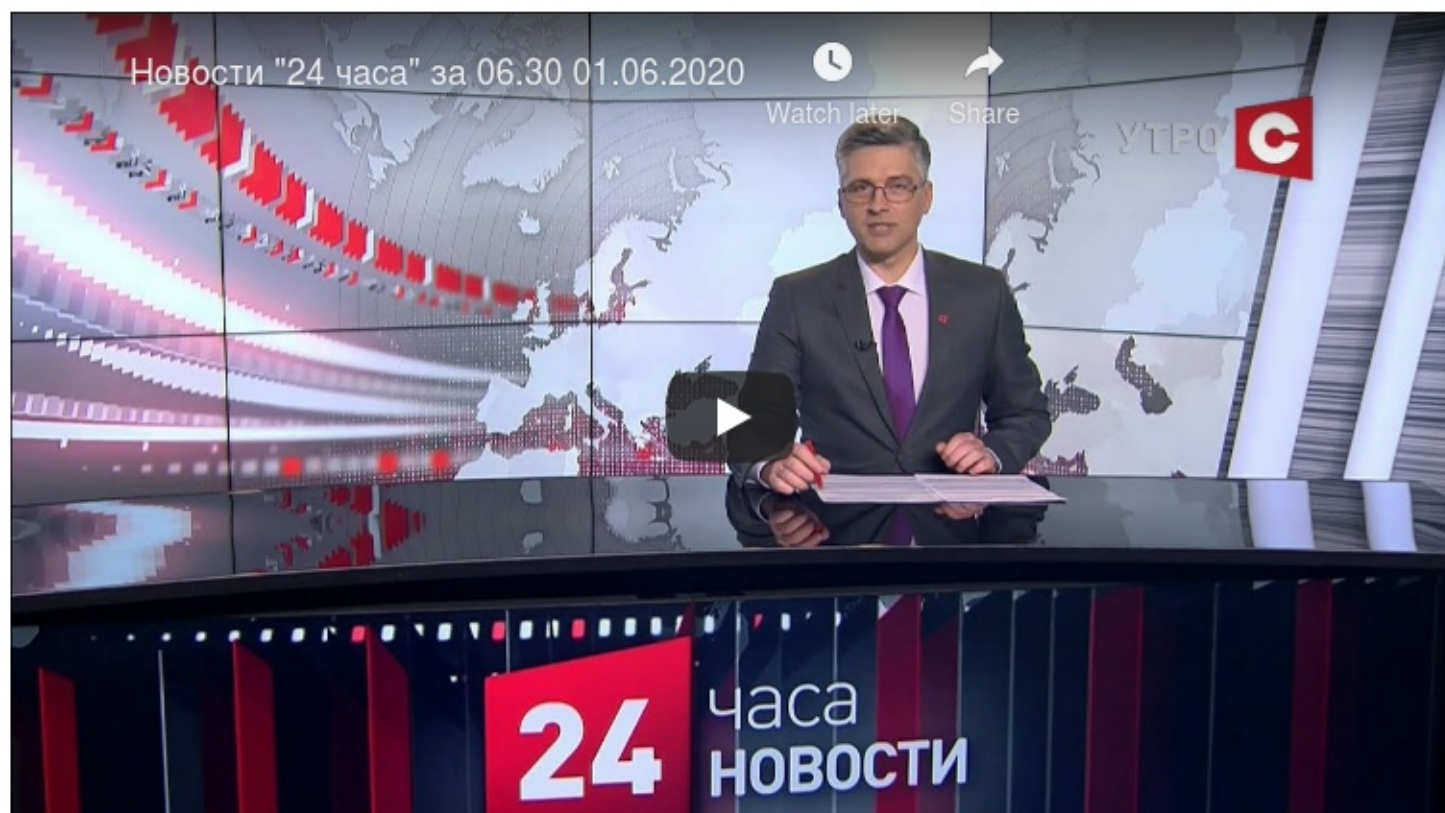 Новости "24 часа" за 06.30 01.06.2020
Watch later
Share
УТРО С
24 часа
НОВОСТИ